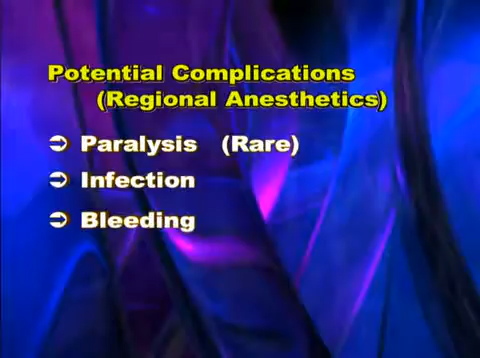 Potential Complications
(Regional Anesthetics)
➲ Paralysis (Rare)
➲ Infection
➲ Bleeding